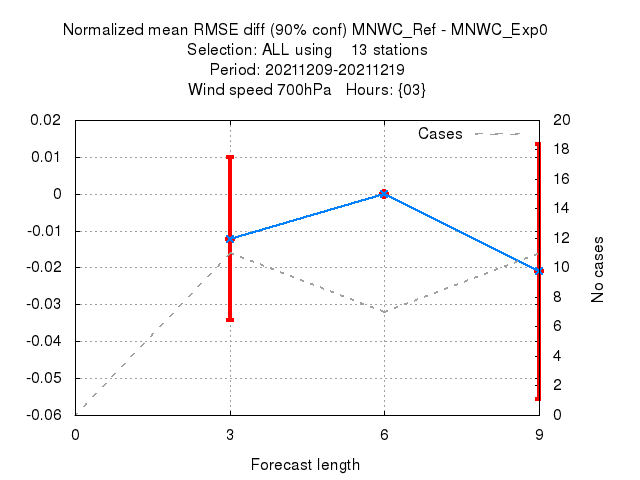 Normalized mean RMSE diff (90% conf) MNWC_Ref - MNWC_Exp0
Selection: ALL using    13 stations
Period: 20211209-20211219
Wind speed 700hPa   Hours: {03}
Cases
0.02
0.01
0
-0.01
-0.02
-0.03
-0.04
-0.05
-0.06
20
18
16
14
12
10
8
6
4
2
0
No cases
0 3 6 9
Forecast length